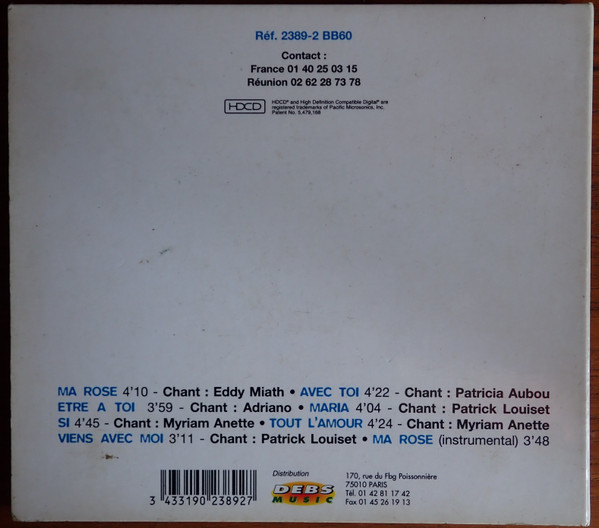 Réf. 2389-2 BB60
Contact :
France 01 40 25 03 15
Réunion 02 62 28 73 78
HDCD
HDCD® and High Definition Compatible Digital® are
registered trademarks of Pacific Microsonics, Inc.
Patent No. 5,479,168
MA ROSE 4'10 - Chant : Eddy Miath • AVEC TOI 4'22 - Chant : Patricia Aubou
ETRE A TOI 3'59 - Chant : Adriano • MARIA 4'04 - Chant : Patrick Louiset
SI 4'45 - Chant : Myriam Anette • TOUT L'AMOUR 4'24 - Chant : Myriam Anette
VIENS AVEC MOI 3'11 - Chant : Patrick Louiset • MA ROSE (instrumental) 3'48
3 433190 238927
Distribution
DEBS
MUSIC
170, rue du Fbg Poissonnière
75010 PARIS
Tél. 01 42 81 17 42
Fax 01 45 26 19 13